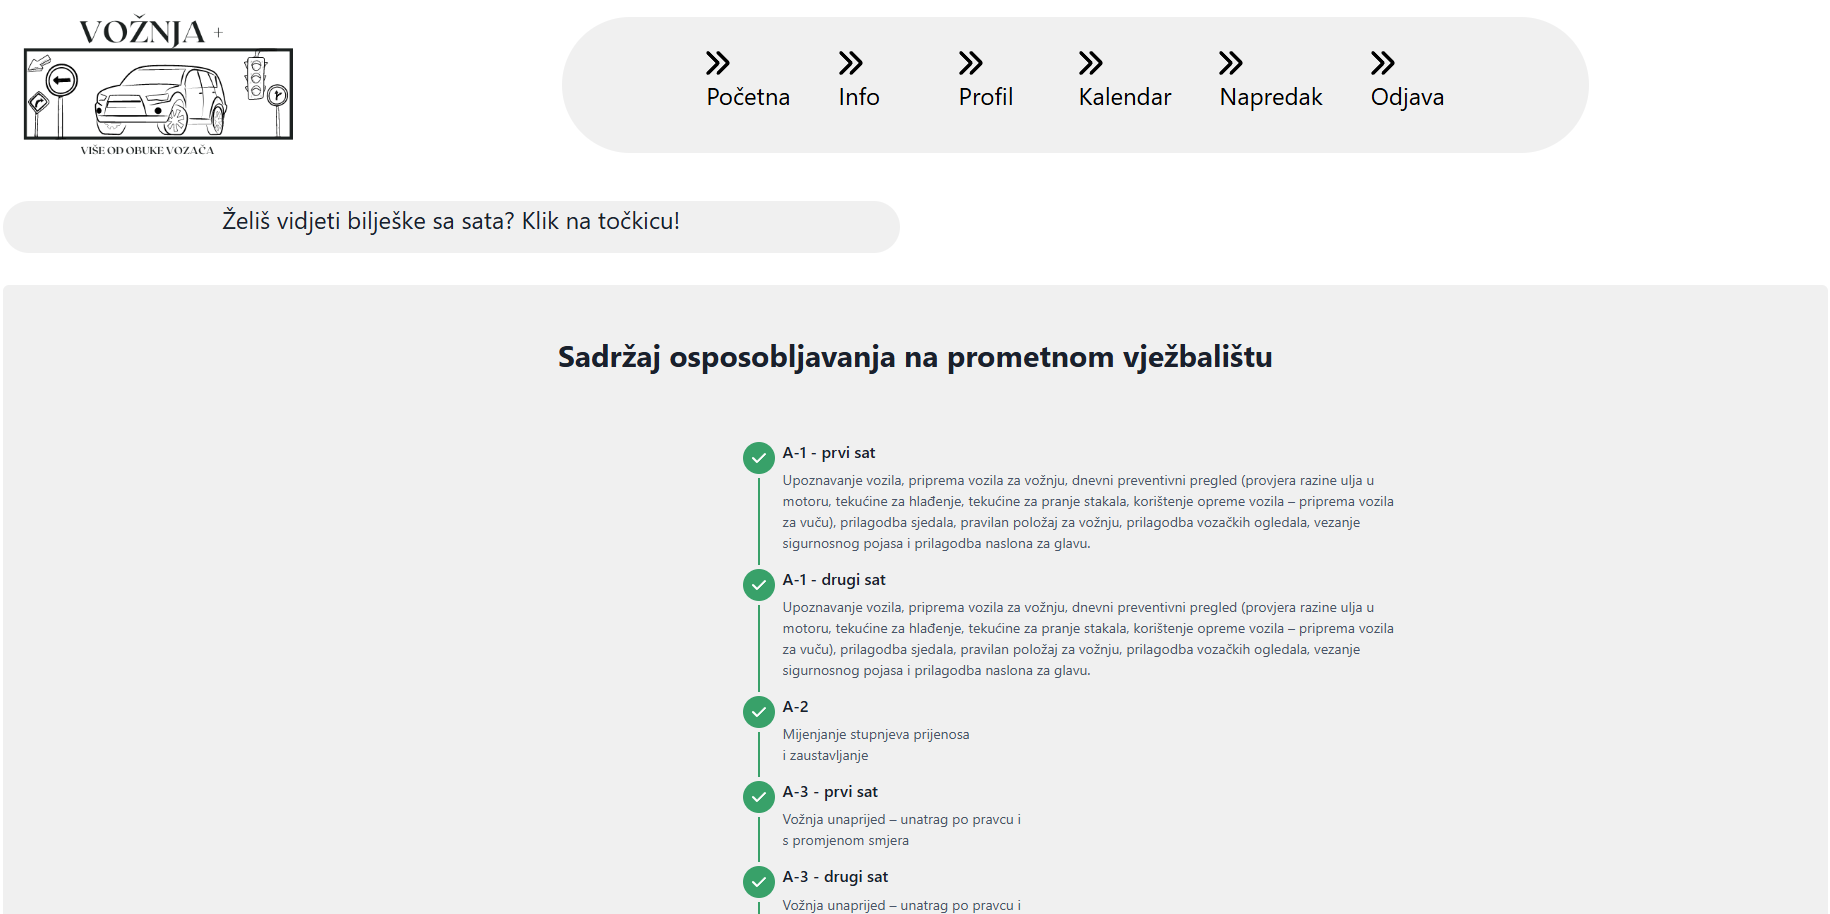 VOŽNJA +
VIŠE OD OBUKE VOZAČA
Početna
Info
Profil
Kalendar
Napredak
Odjava
Želiš vidjeti bilješke sa sata? Klik na točkicu!
Sadržaj osposobljavanja na prometnom vježbalištu
A-1 - prvi sat
Upoznavanje vozila, priprema vozila za vožnju, dnevni preventivni pregled (provjera razine ulja u
motoru, tekućine za hlađenje, tekućine za pranje stakala, korištenje opreme vozila – priprema vozila
za vuču), prilagodba sjedala, pravilan položaj za vožnju, prilagodba vozačkih ogledala, vezanje
sigurnosnog pojasa i prilagodba naslona za glavu.
A-1 - drugi sat
Upoznavanje vozila, priprema vozila za vožnju, dnevni preventivni pregled (provjera razine ulja u
motoru, tekućine za hlađenje, tekućine za pranje stakala, korištenje opreme vozila – priprema vozila
za vuču), prilagodba sjedala, pravilan položaj za vožnju, prilagodba vozačkih ogledala, vezanje
sigurnosnog pojasa i prilagodba naslona za glavu.
A-2
Mijenjanje stupnjeva prijenosa
i zaustavljanje
A-3 - prvi sat
Vožnja unaprijed – unatrag po pravcu i
s promjenom smjera
A-3 - drugi sat
Vožnja unaprijed – unatrag po pravcu i